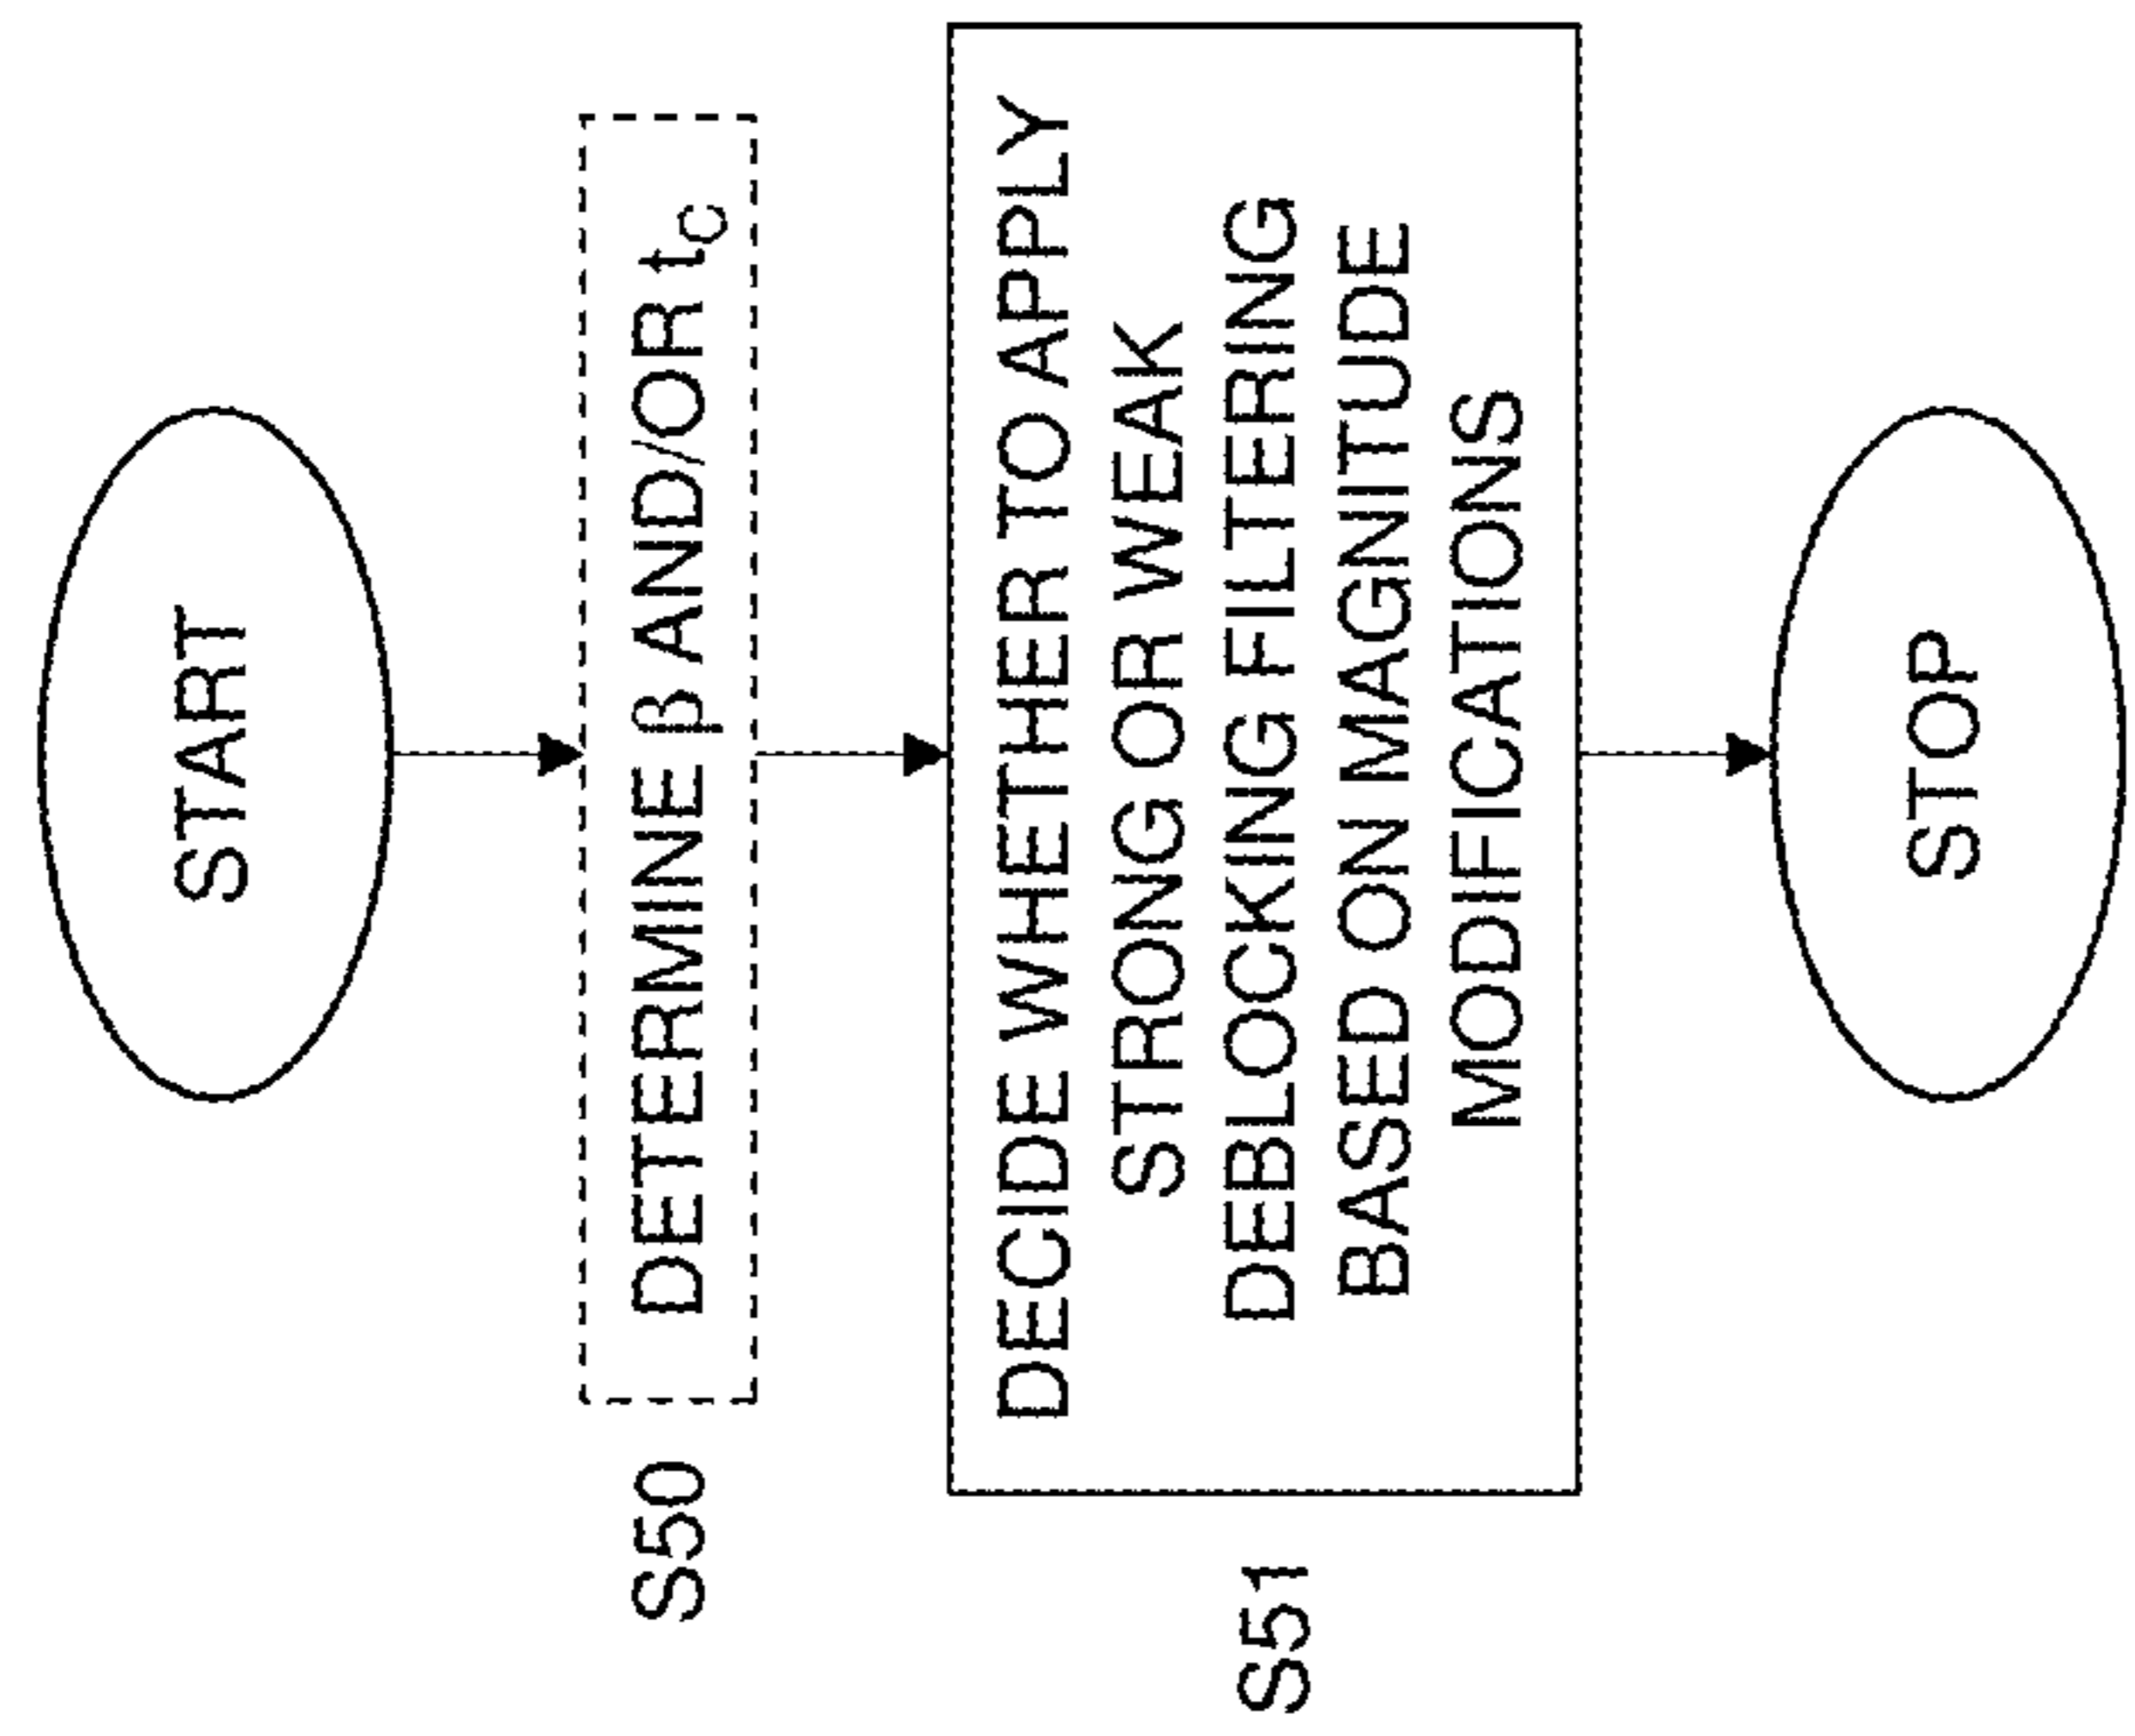 START
S50
DETERMINE β AND/OR tC
S51
DECIDE WHETHER TO APPLY
STRONG OR WEAK
DEBLOCKING FILTERING
BASED ON MAGNITUDE
MODIFICATIONS
STOP